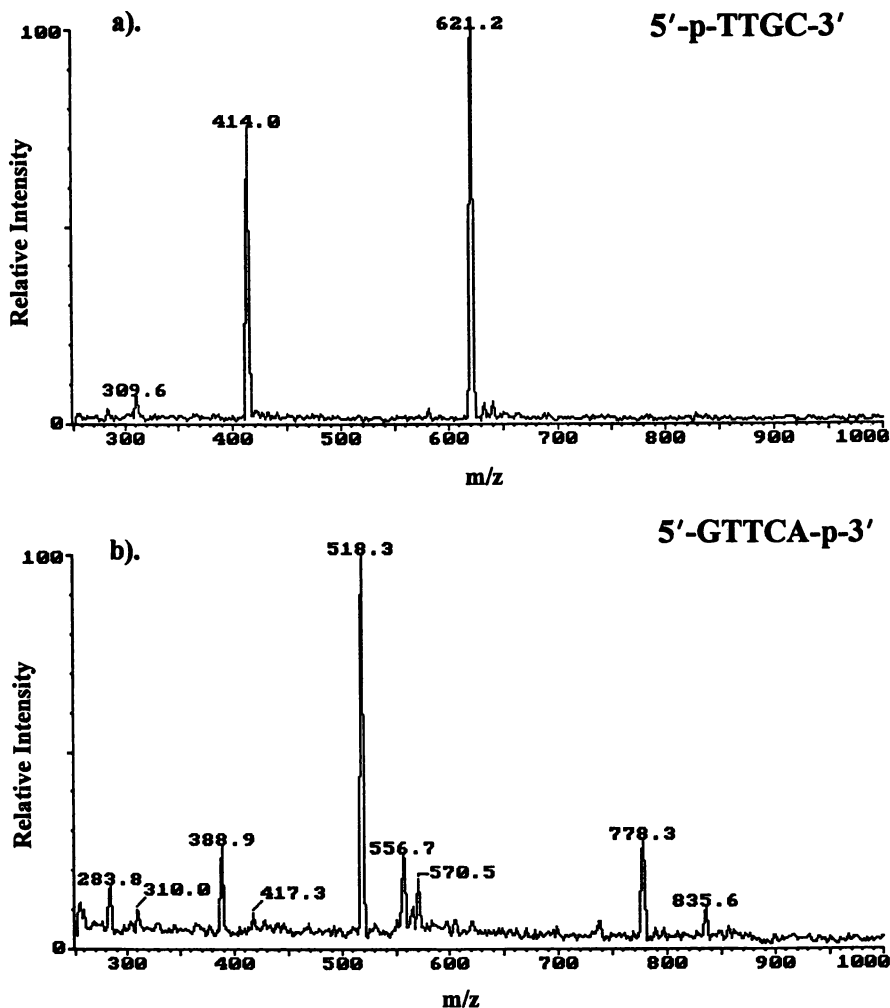 a).
5′-p-TTGC-3′
100
621.2
414.0
309.6
0
Relative Intensity
300 400 500 600 700 800 900 1000
m/z
b).
5′-GTTCA-p-3′
100
518.3
388.9
556.7
570.5
778.3
283.8
310.0
417.3
835.6
0
Relative Intensity
300 400 500 600 700 800 900 1000
m/z